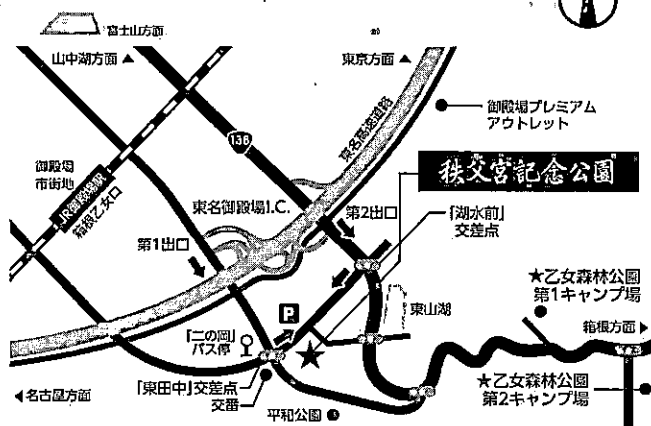 富士山方面
山中湖方面▲
東京方面▲
御殿場プレミアム
アウトレット
138
東名高速道路
御殿場
市街地
JR御殿場駅
箱根乙女口
秩父宮記念公園
東名御殿場I.C.
第2出口
「湖水前」
交差点
第1出口
★乙女森林公園
第1キャンプ場
東山湖
箱根方面▶
P
「二の岡」
バス停
★乙女森林公園
第2キャンプ場
◀名古屋方面
「東田中」交差点
交番
平和公園